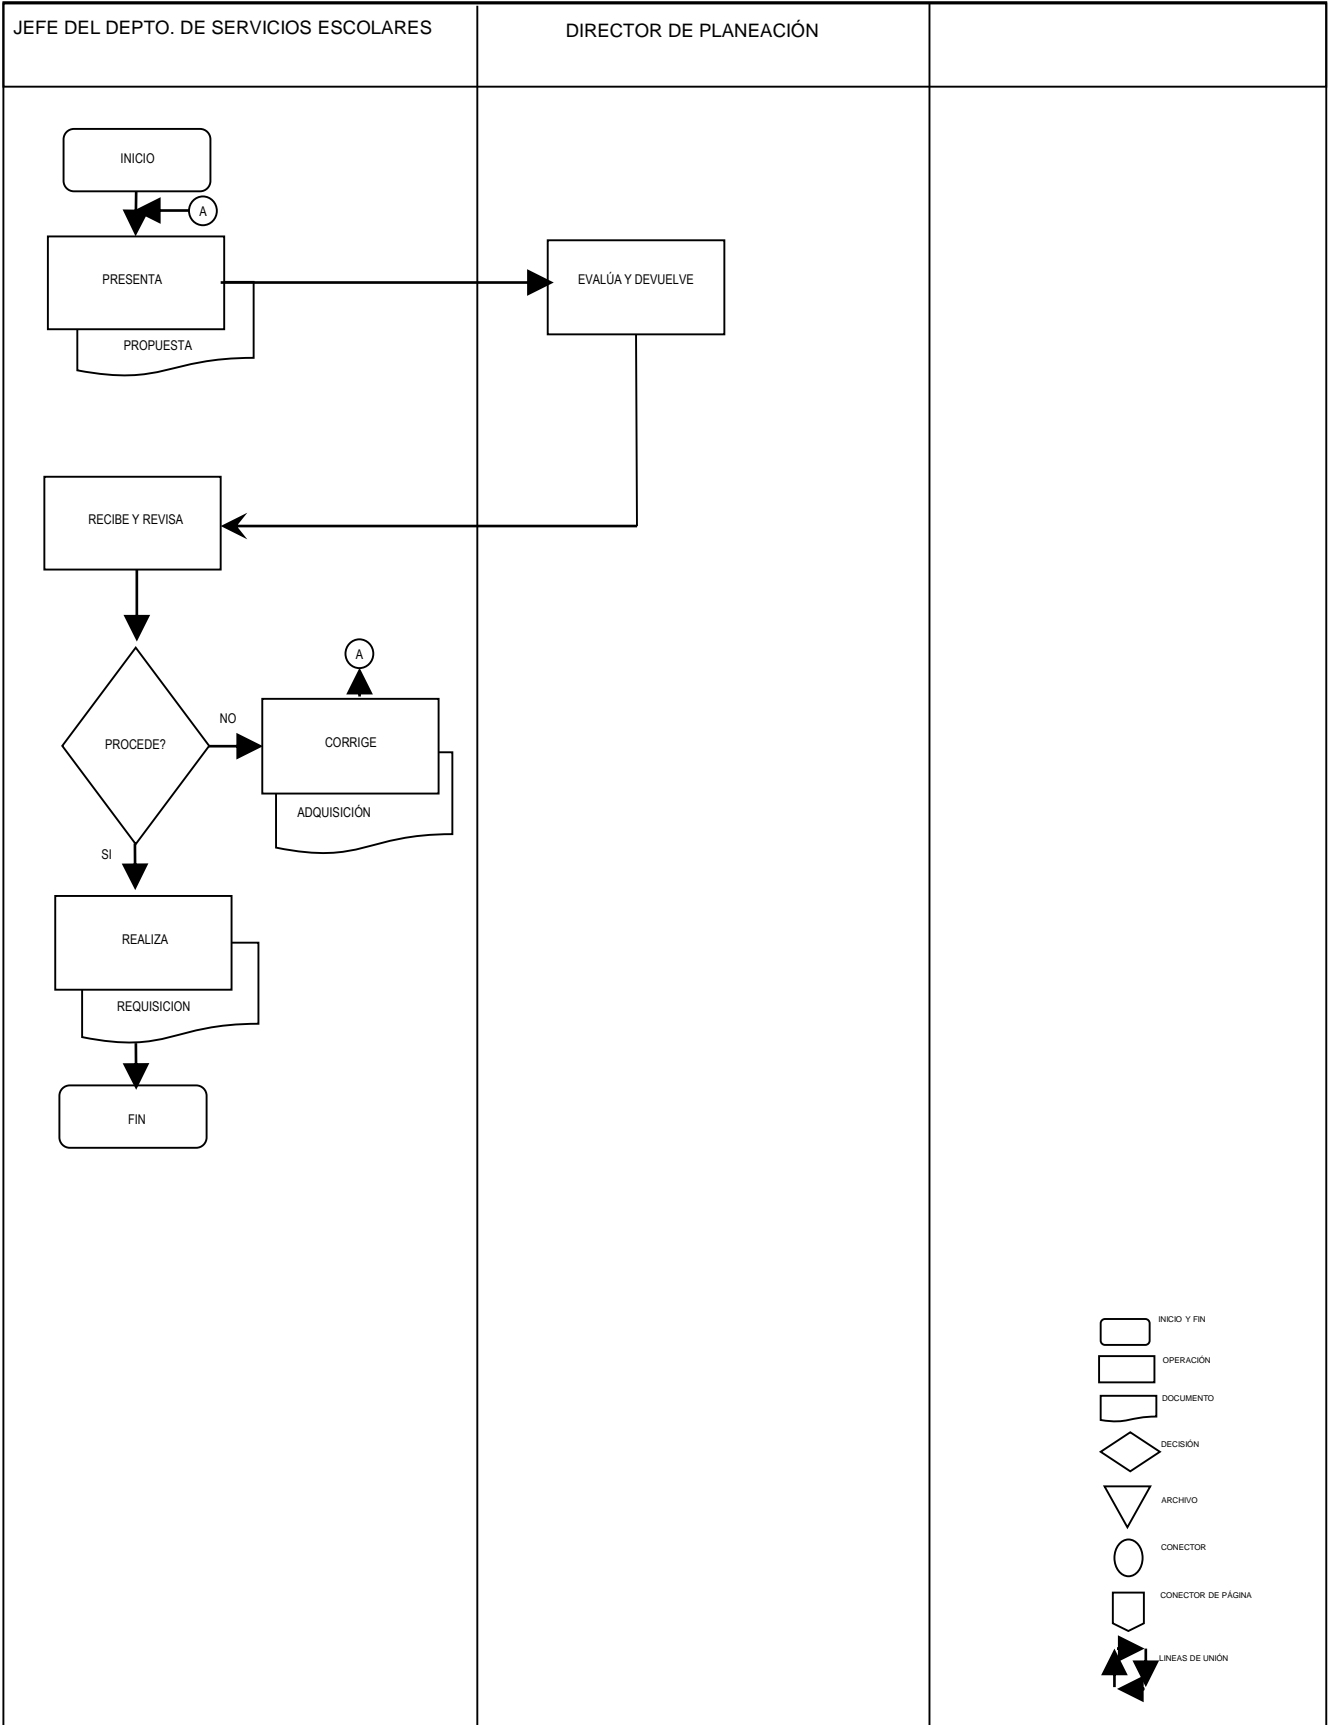 JEFE DEL DEPTO. DE SERVICIOS ESCOLARES
DIRECTOR DE PLANEACIÓN
INICIO
A
PRESENTA
PROPUESTA
EVALÚA Y DEVUELVE
RECIBE Y REVISA
A
PROCEDE?
NO
CORRIGE
ADQUISICIÓN
SI
REALIZA
REQUISICION
FIN
INICIO Y FIN
OPERACIÓN
DOCUMENTO
DECISIÓN
ARCHIVO
CONECTOR
CONECTOR DE PÁGINA
LINEAS DE UNIÓN